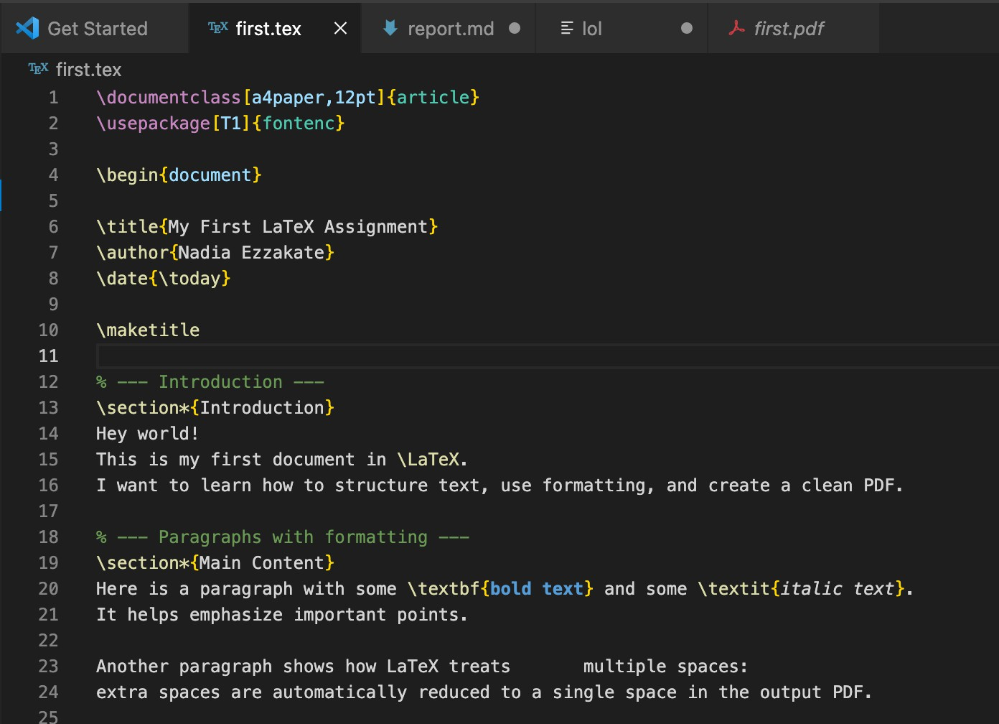 Get Started
first.tex
report.md
lol
first.pdf
TEX first.tex
1 \documentclass[a4paper,12pt]{article}
2 \usepackage[T1]{fontenc}
3
4 \begin{document}
5
6 \title{My First LaTeX Assignment}
7 \author{Nadia Ezzakate}
8 \date{\today}
9
10 \maketitle
11
12 % --- Introduction ---
13 \section*{Introduction}
14 Hey world!
15 This is my first document in \LaTeX.
16 I want to learn how to structure text, use formatting, and create a clean PDF.
17
18 % --- Paragraphs with formatting ---
19 \section*{Main Content}
20 Here is a paragraph with some \textbf{bold text} and some \textit{italic text}.
21 It helps emphasize important points.
22
23 Another paragraph shows how LaTeX treats       multiple spaces:
24 extra spaces are automatically reduced to a single space in the output PDF.
25